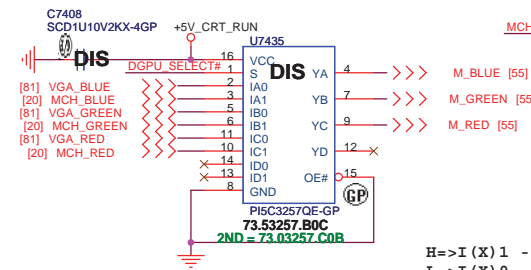 C7408
SCD1U10V2KX-4GP
+5V_CRT_RUN
MCH
U7435
DIS
DGPU_SELECT#
DIS
16 VCC
1 S YA 4 M_BLUE [55]
[81] VGA_BLUE 2 IA0
[20] MCH_BLUE 3 IA1 YB 7 M_GREEN [55
[81] VGA_GREEN 5 IB0
[20] MCH_GREEN 6 IB1 YC 9 M_RED [55]
[81] VGA_RED 11 IC0
[20] MCH_RED 10 IC1 YD 12
14 ID0
13 ID1 OE# 15
8 GND
GP
PI5C3257QE-GP
73.53257.B0C
2ND = 73.03257.C0B
H=>I(X)1 -